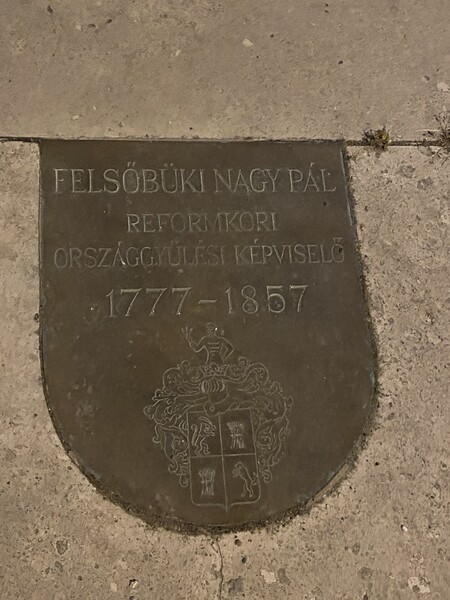 FELSŐBÜKI NAGY PÁL
REFORMKORI
ORSZÁGGYŰLÉSI KÉPVISELŐ
1777-1857